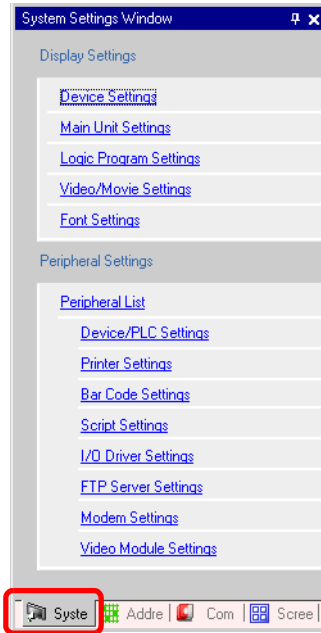 System Settings Window
Display Settings
Device Settings
Main Unit Settings
Logic Program Settings
Video/Movie Settings
Font Settings
Peripheral Settings
Peripheral List
Device/PLC Settings
Printer Settings
Bar Code Settings
Script Settings
I/O Driver Settings
FTP Server Settings
Modem Settings
Video Module Settings
Syste Addre Com Scree